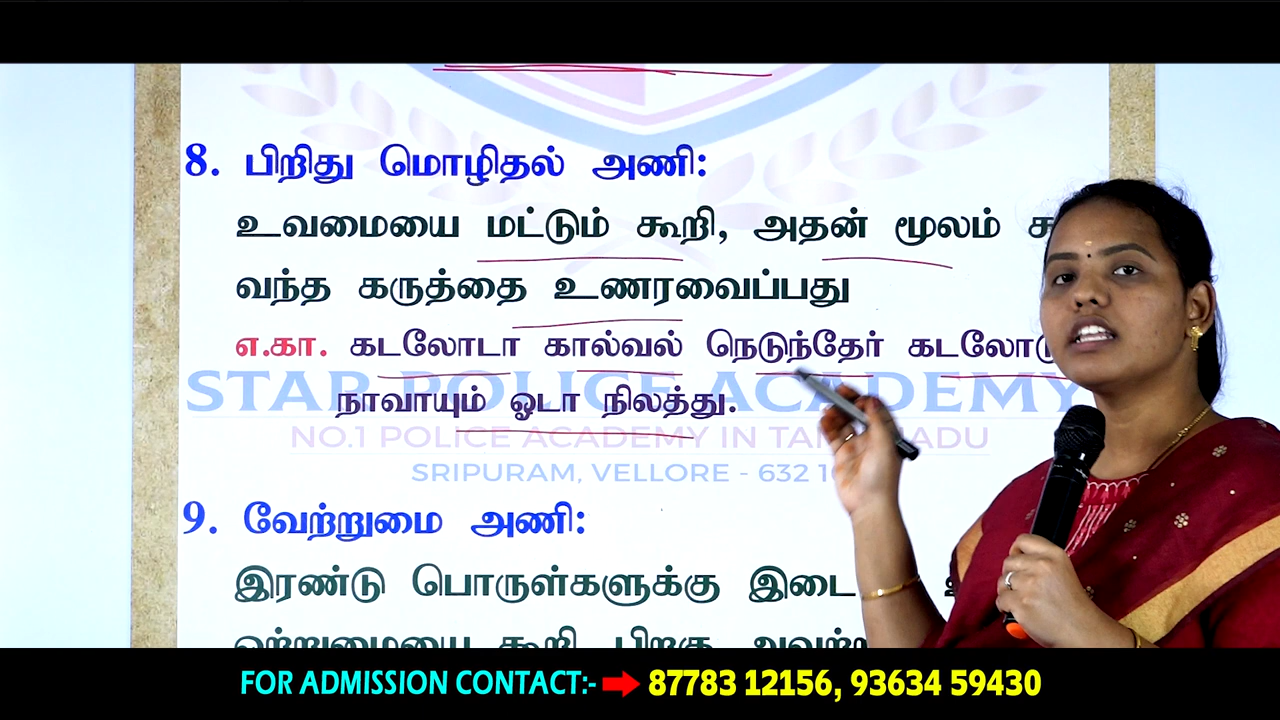 8. பிறிது மொழிதல் அணி:
உவமையை மட்டும் கூறி, அதன் மூலம்
வந்த கருத்தை உணரவைப்பது
எ.கா. கடலோடா கால்வல் நெடுந்தேர் கடலோடு
நாவாயும் ஓடா நிலத்து.
STAR POLICE ACADEMY
NO.1 POLICE ACADEMY IN TAMILNADU
SRIPURAM, VELLORE - 632
9. வேற்றுமை அணி:
இரண்டு பொருள்களுக்கு இடை
ஒற்றுமையை கூறி பிறகு
FOR ADMISSION CONTACT:- 87783 12156, 93634 59430